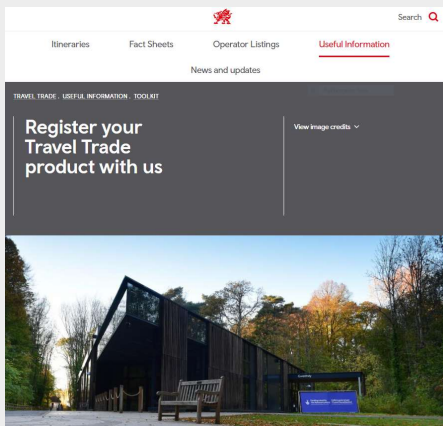 Search
Itineraries Fact Sheets Operator Listings Useful Information
News and updates
TRAVEL TRADE . USEFUL INFORMATION . TOOLKIT
Register your
Travel Trade
product with us
View image credits